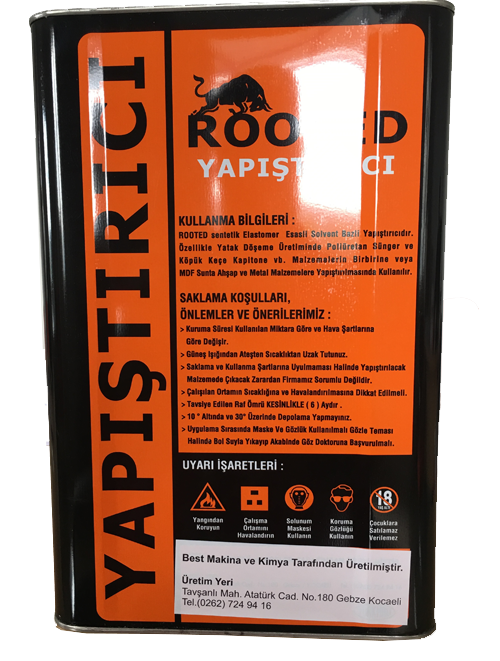 YAPIŞTIRICI
ROOTED
YAPIŞTIRICI
KULLANMA BİLGİLERİ :
ROOTED sentetik Elastomer Esaslı Solvent Bazlı Yapıştırıcıdır.
Özellikle Yatak Döşeme Üretiminde Poliüretan Sünger ve
Köpük Keçe Kapitone vb. Malzemelerin Birbirine veya
MDF Sunta Ahşap ve Metal Malzemelere Yapıştırılmasında Kullanılır.
SAKLAMA KOŞULLARI,
ÖNLEMLER ve ÖNERİLERİMİZ :
> Kuruma Süresi Kullanılan Miktara Göre ve Hava Şartlarına
Göre Değişir.
> Güneş Işığından Ateşten Sıcaklıktan Uzak Tutunuz.
> Saklama ve Kullanma Şartlarına Uyulmaması Halinde Yapıştırılacak
Malzemede Çıkacak Zarardan Firmamız Sorumlu Değildir.
> Çalışılan Ortamın Sıcaklığına ve Havalandırılmasına Dikkat Edilmeli.
> Tavsiye Edilen Raf Ömrü KESİNLİKLE ( 6 ) Aydır .
> 10 ° Altında ve 30° Üzerinde Depolama Yapmayınız.
> Uygulama Sırasında Maske Ve Gözlük Kullanılmalı Gözle Teması
Halinde Bol Suyla Yıkayıp Akabinde Göz Doktoruna Başvurulmalı.
UYARI İŞARETLERİ :
18
Yangından
Koruyun
Çalışma
Ortamını
Havalandırın
Solunum
Maskesi
Kullanın
Koruma
Gözlüğü
Kullanın
Çocuklara
Satılamaz
Verilemez
Best Makina ve Kimya Tarafından Üretilmiştir.
Üretim Yeri
Tavşanlı Mah. Atatürk Cad. No.180 Gebze Kocaeli
Tel.(0262) 724 94 16